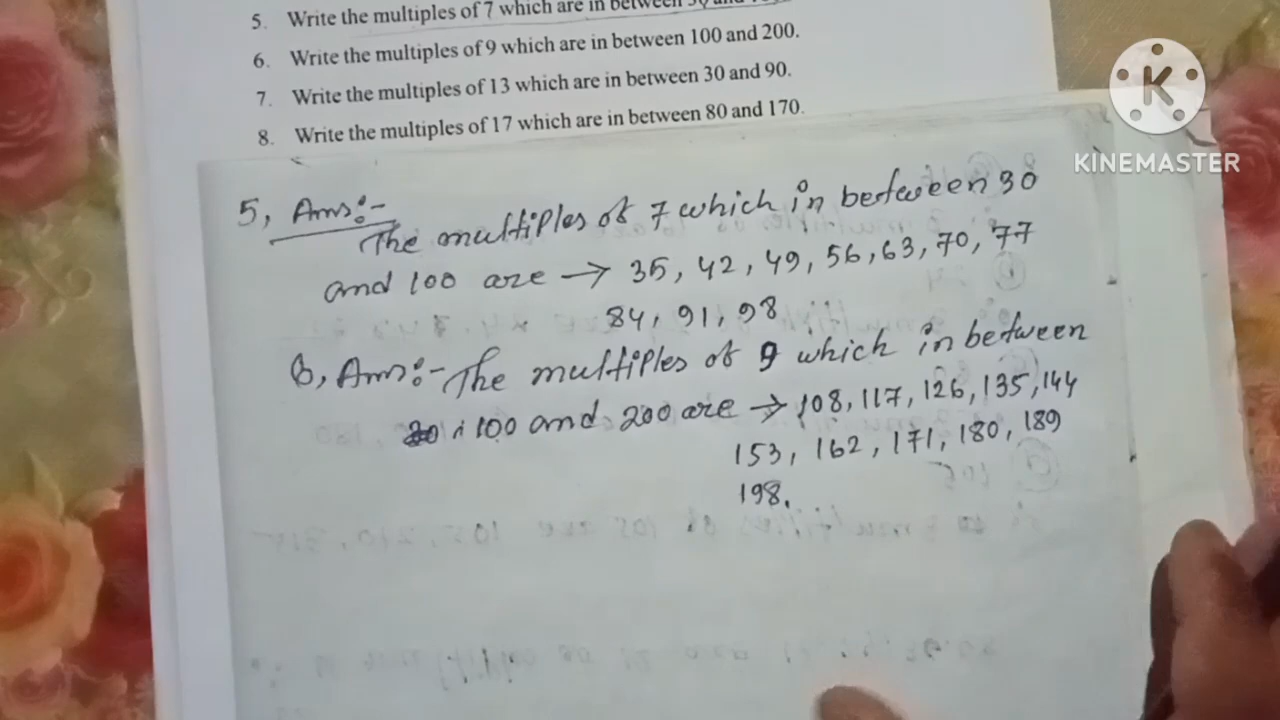 5. Write the multiples of 7 which are in between 30 and
6. Write the multiples of 9 which are in between 100 and 200.
7. Write the multiples of 13 which are in between 30 and 90.
8. Write the multiples of 17 which are in between 80 and 170.
K
KINEMASTER
5, Ans:-
The multiples of 7 which in between 30
and 100 are → 35, 42, 49, 56, 63, 70, 77
84, 91, 98
6, Ans:- The multiples of 9 which in between
100 and 200 are → 108, 117, 126, 135, 144
153, 162, 171, 180, 189
198.